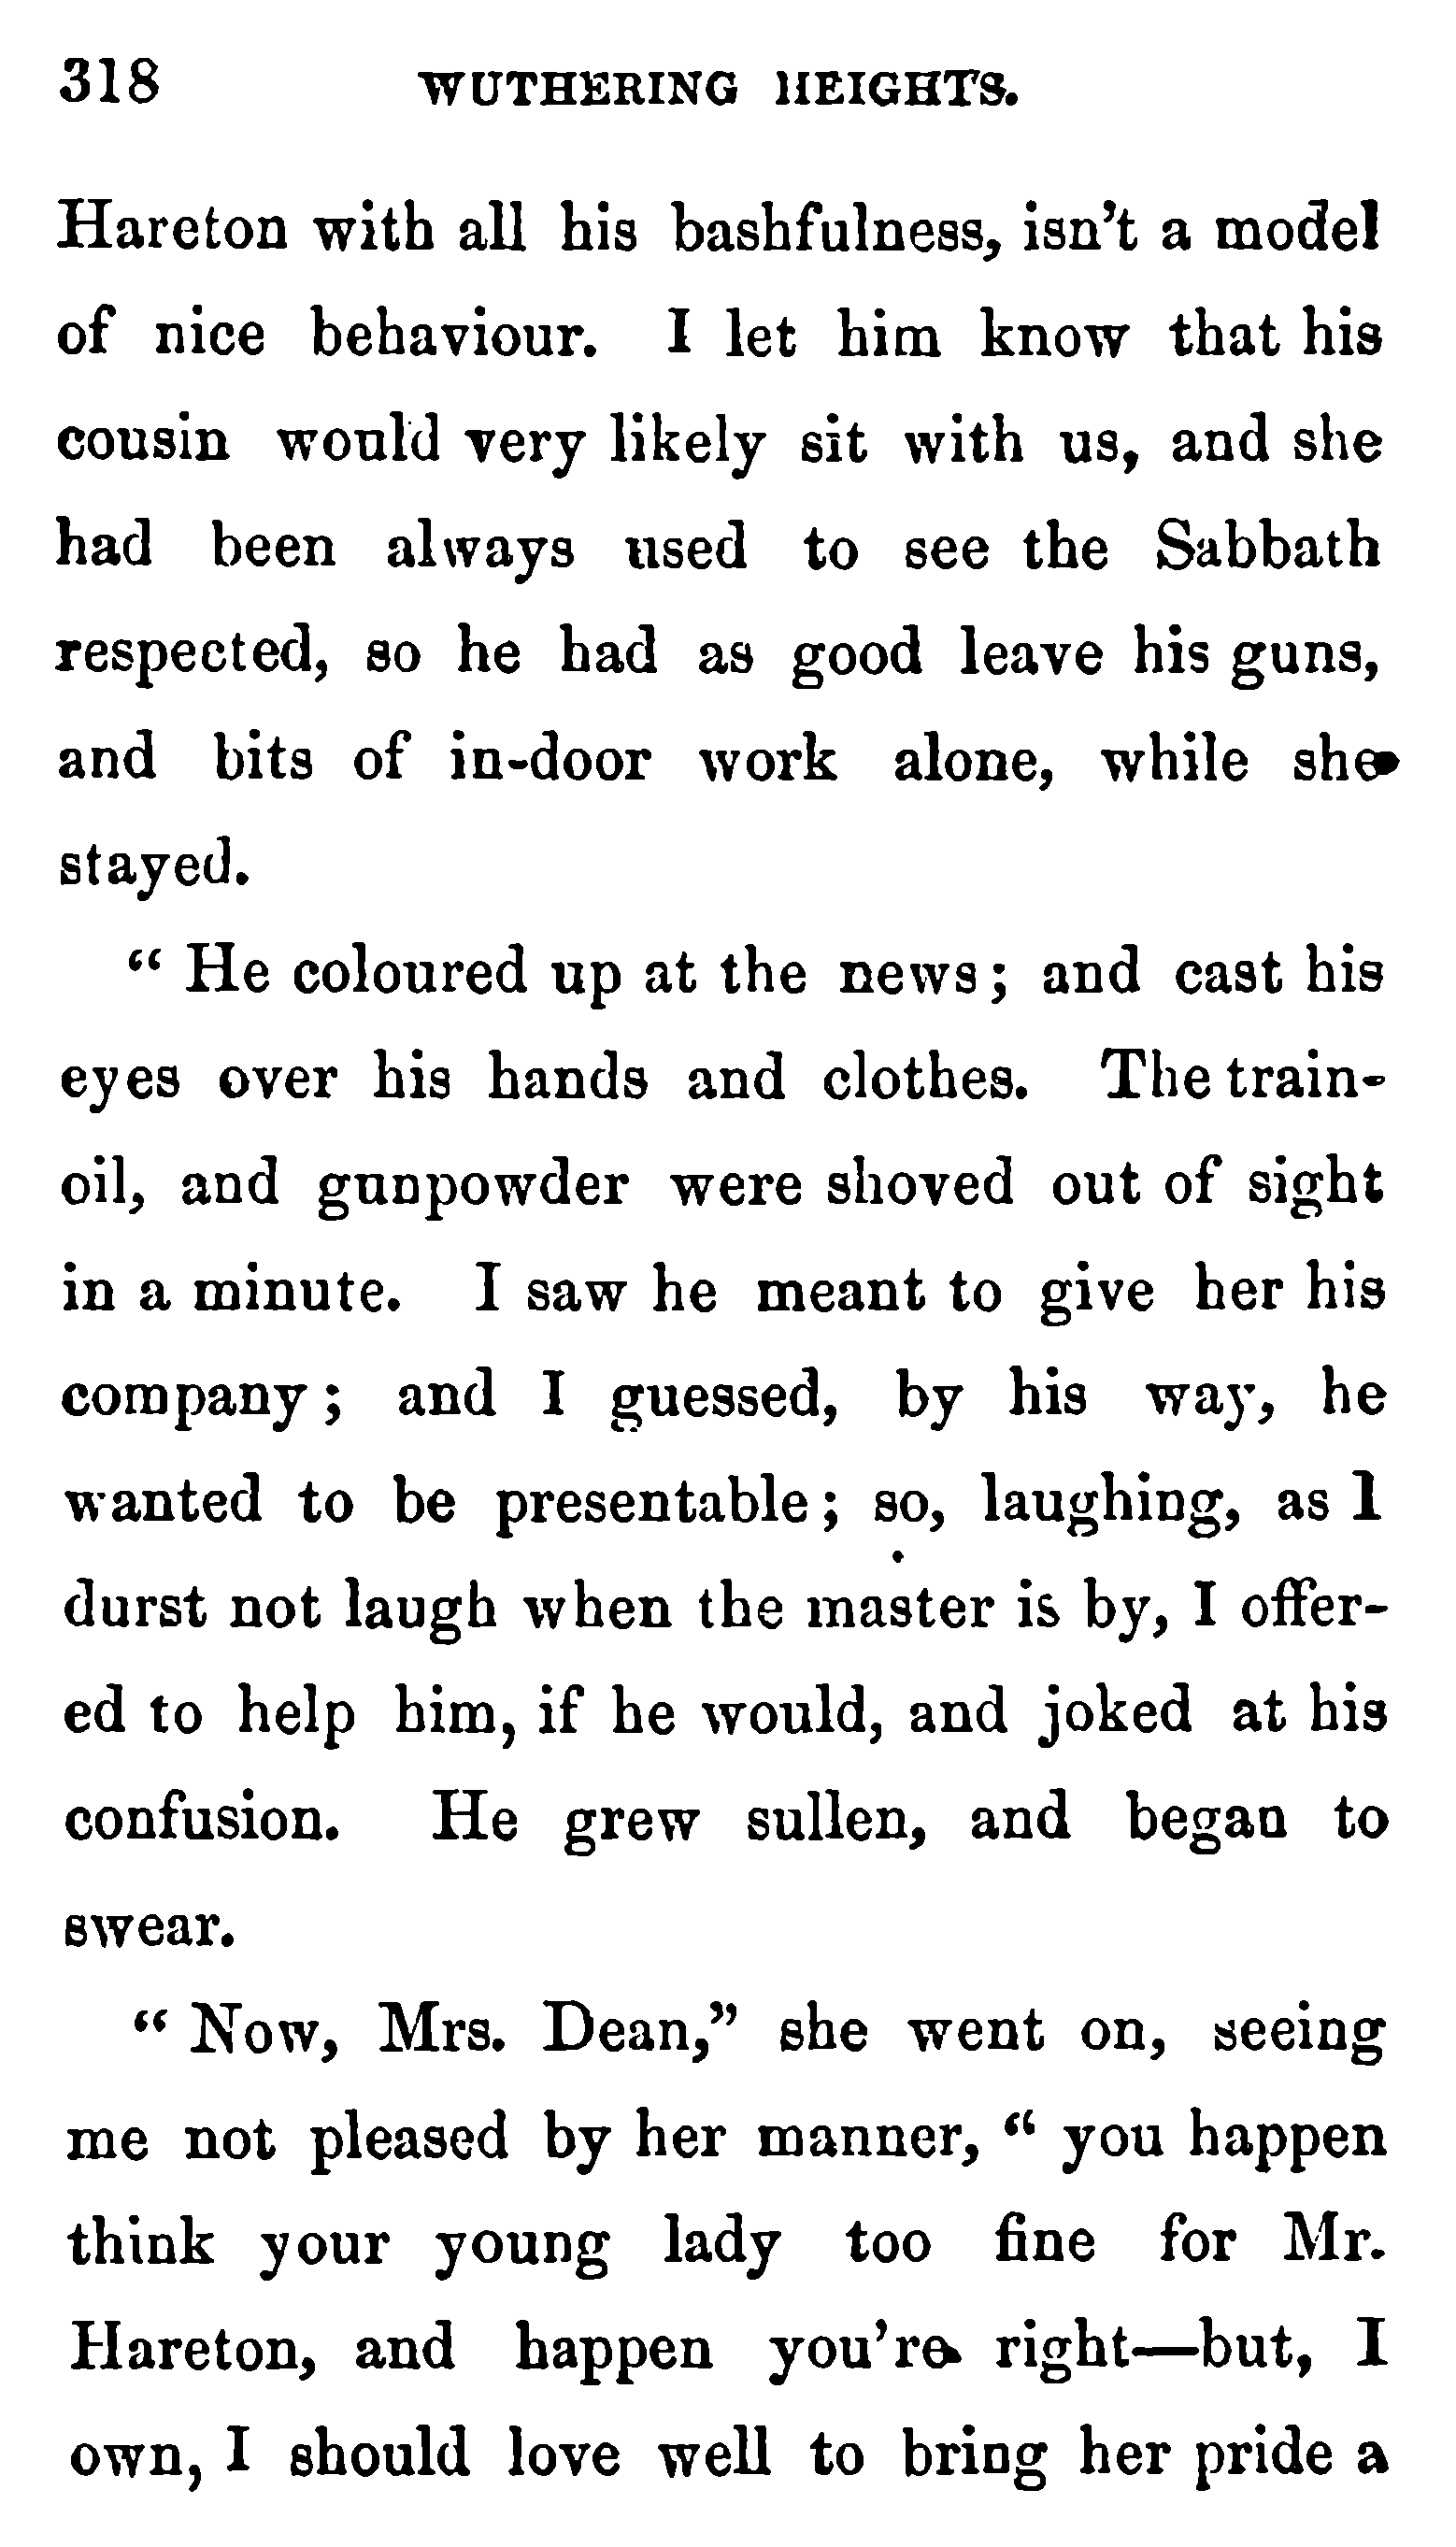 318 WUTHERING HEIGHTS.
Hareton with all his bashfulness, isn't a model
of nice behaviour. I let him know that his
cousin would very likely sit with us, and she
had been always used to see the Sabbath
respected, so he had as good leave his guns,
and bits of in-door work alone, while she
stayed.
" He coloured up at the news; and cast his
eyes over his hands and clothes. The train-
oil, and gunpowder were shoved out of sight
in a minute. I saw he meant to give her his
company; and I guessed, by his way, he
wanted to be presentable; so, laughing, as I
durst not laugh when the master is by, I offer-
ed to help him, if he would, and joked at his
confusion. He grew sullen, and began to
swear.
" Now, Mrs. Dean," she went on, seeing
me not pleased by her manner, " you happen
think your young lady too fine for Mr.
Hareton, and happen you're right—but, I
own, I should love well to bring her pride a